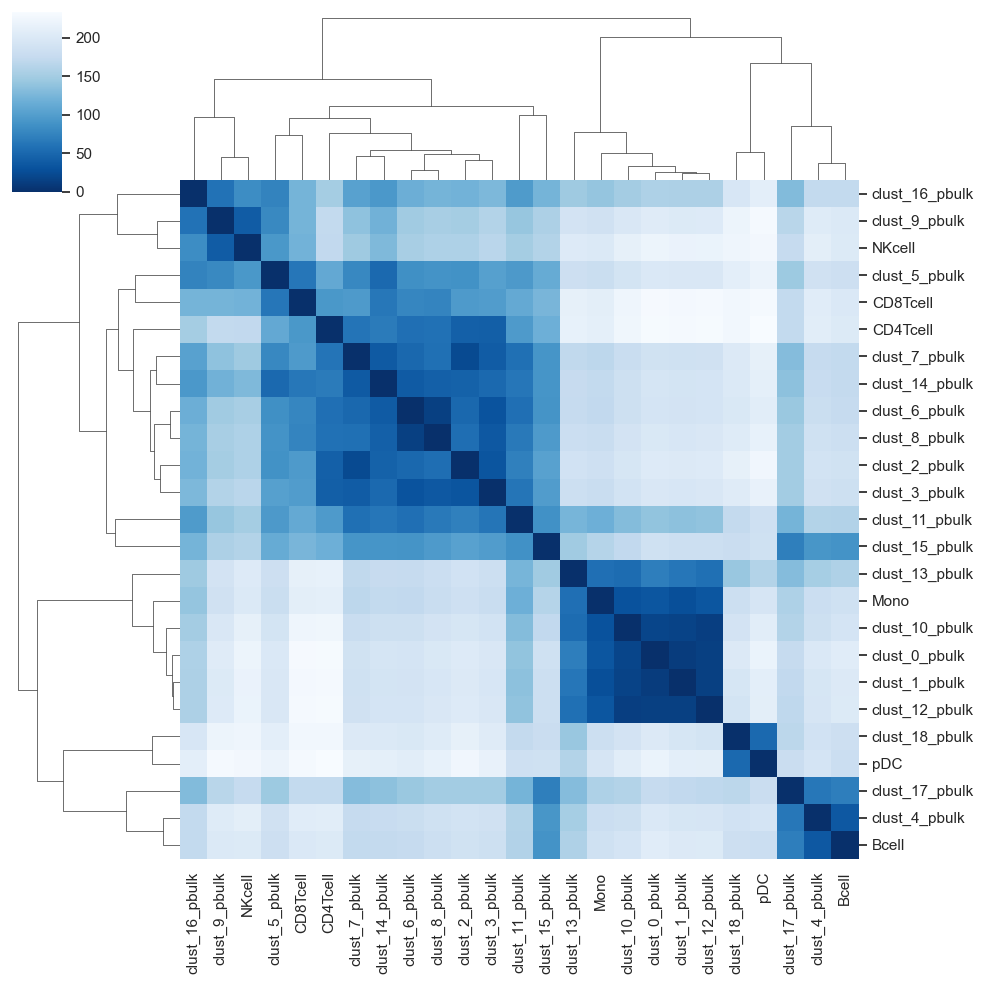 200
150
100
50
0
clust_16_pbulk
clust_9_pbulk
NKcell
clust_5_pbulk
CD8Tcell
CD4Tcell
clust_7_pbulk
clust_14_pbulk
clust_6_pbulk
clust_8_pbulk
clust_2_pbulk
clust_3_pbulk
clust_11_pbulk
clust_15_pbulk
clust_13_pbulk
Mono
clust_10_pbulk
clust_0_pbulk
clust_1_pbulk
clust_12_pbulk
clust_18_pbulk
pDC
clust_17_pbulk
clust_4_pbulk
Bcell
clust_16_pbulk
clust_9_pbulk
NKcell
clust_5_pbulk
CD8Tcell
CD4Tcell
clust_7_pbulk
clust_14_pbulk
clust_6_pbulk
clust_8_pbulk
clust_2_pbulk
clust_3_pbulk
clust_11_pbulk
clust_15_pbulk
clust_13_pbulk
Mono
clust_10_pbulk
clust_0_pbulk
clust_1_pbulk
clust_12_pbulk
clust_18_pbulk
pDC
clust_17_pbulk
clust_4_pbulk
Bcell